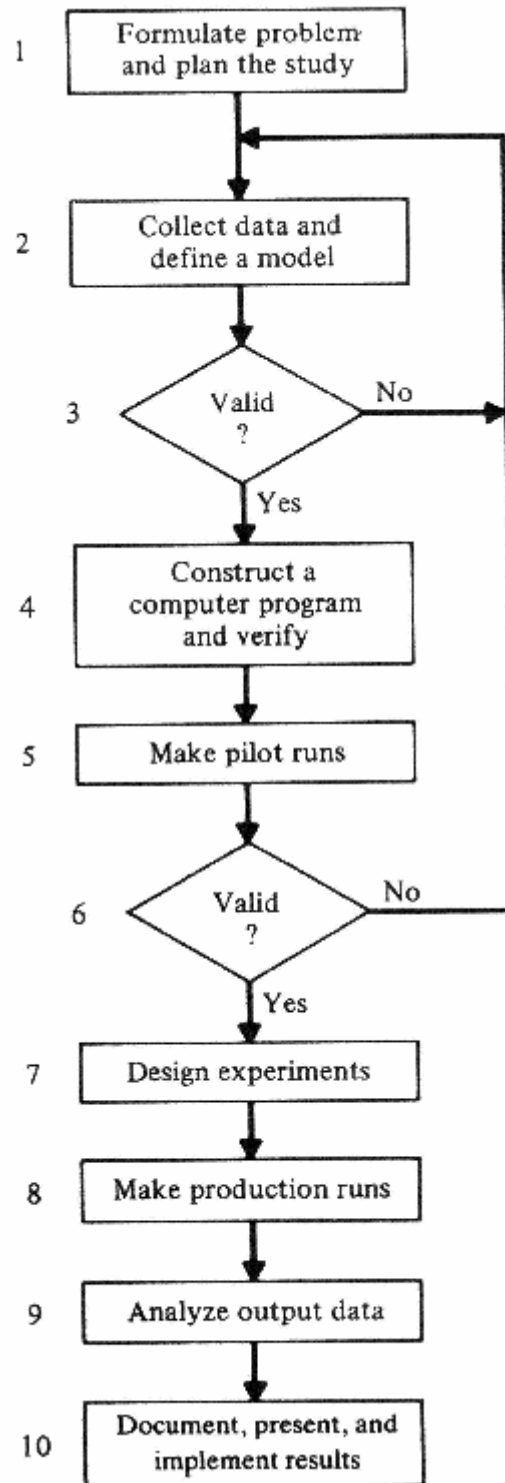 1
Formulate problem
and plan the study
2
Collect data and
define a model
3
Valid
?
No
Yes
4
Construct a
computer program
and verify
5
Make pilot runs
6
Valid
?
No
Yes
7
Design experiments
8
Make production runs
9
Analyze output data
10
Document, present, and
implement results